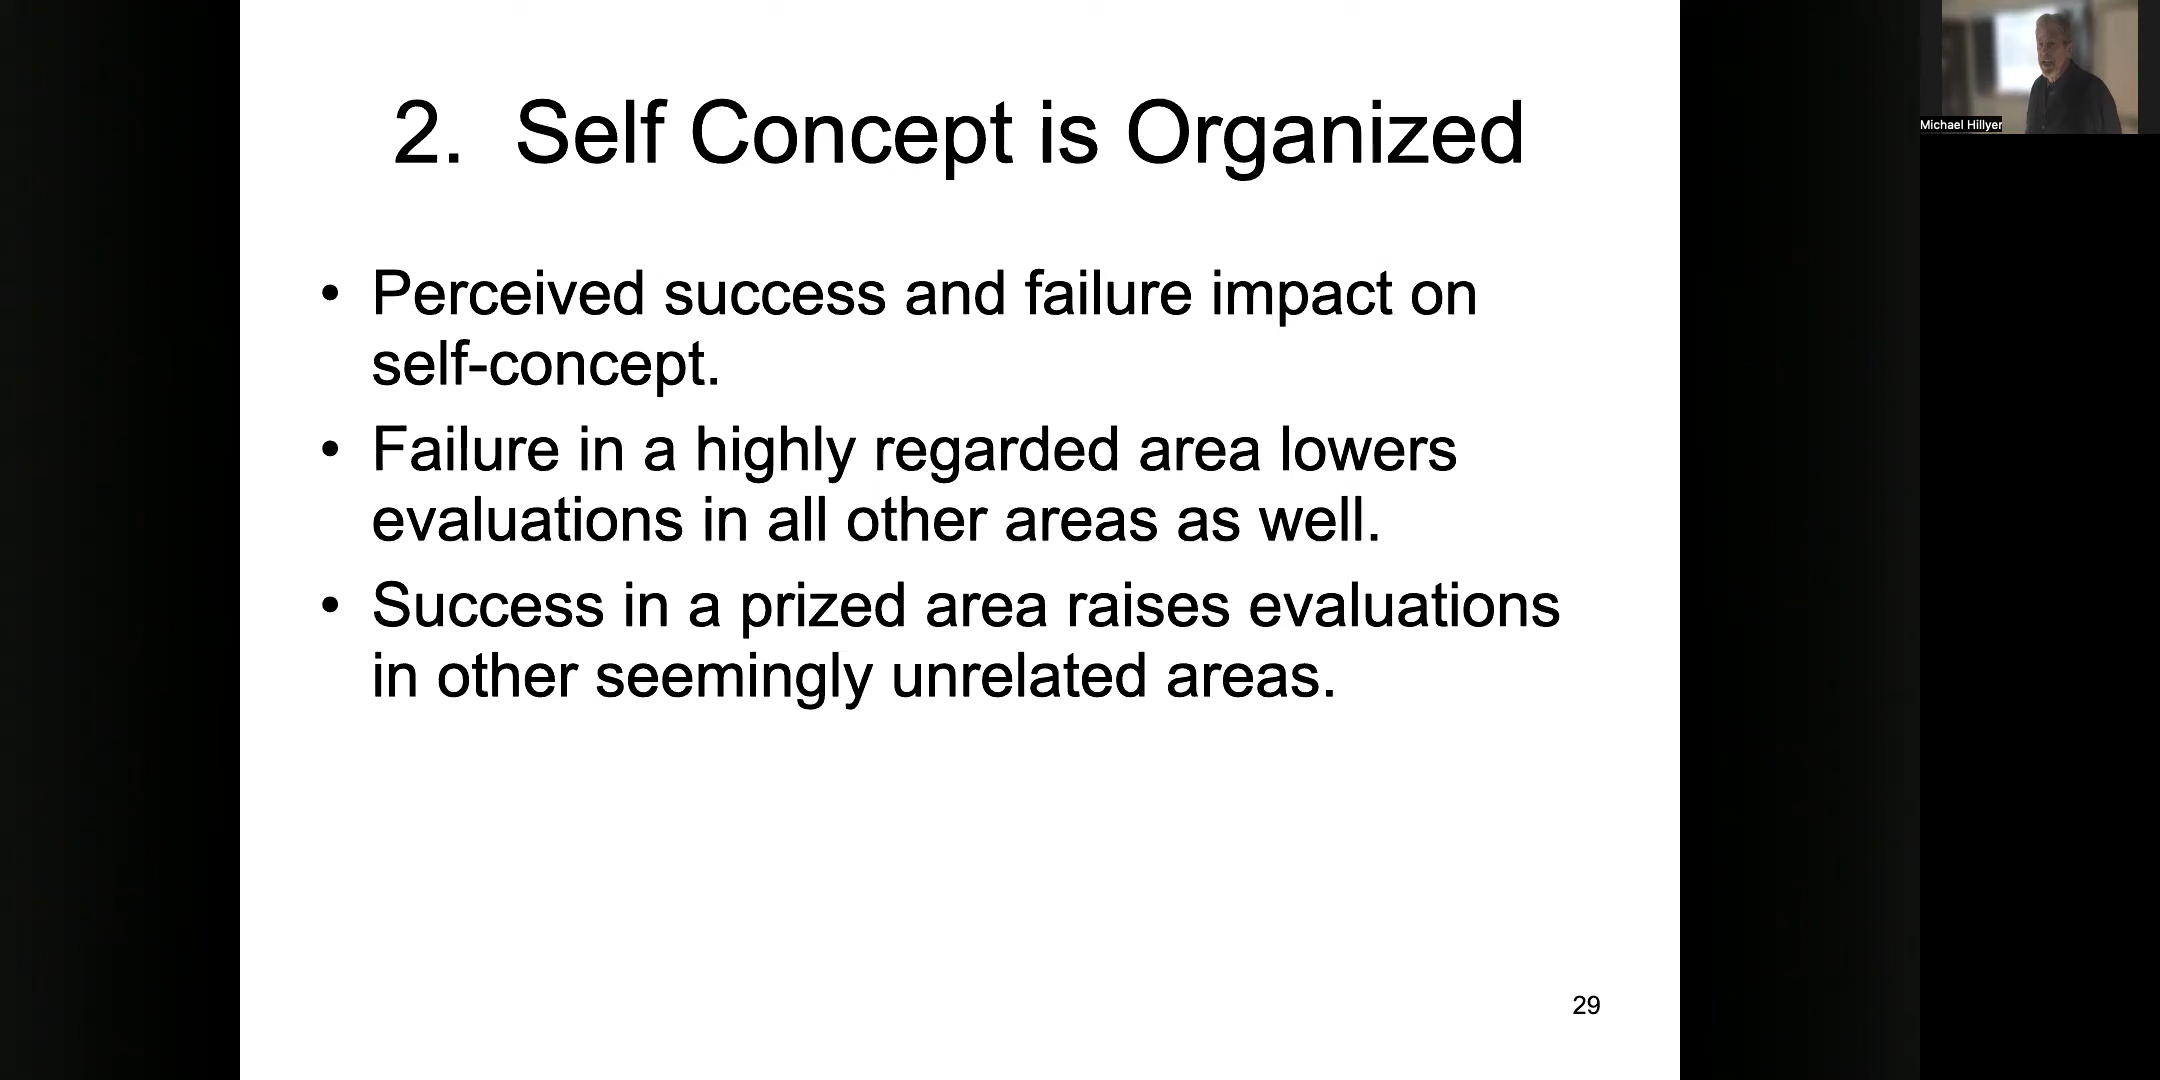 2. Self Concept is Organized
• Perceived success and failure impact on
self-concept.
• Failure in a highly regarded area lowers
evaluations in all other areas as well.
• Success in a prized area raises evaluations
in other seemingly unrelated areas.
29
Michael Hillyer